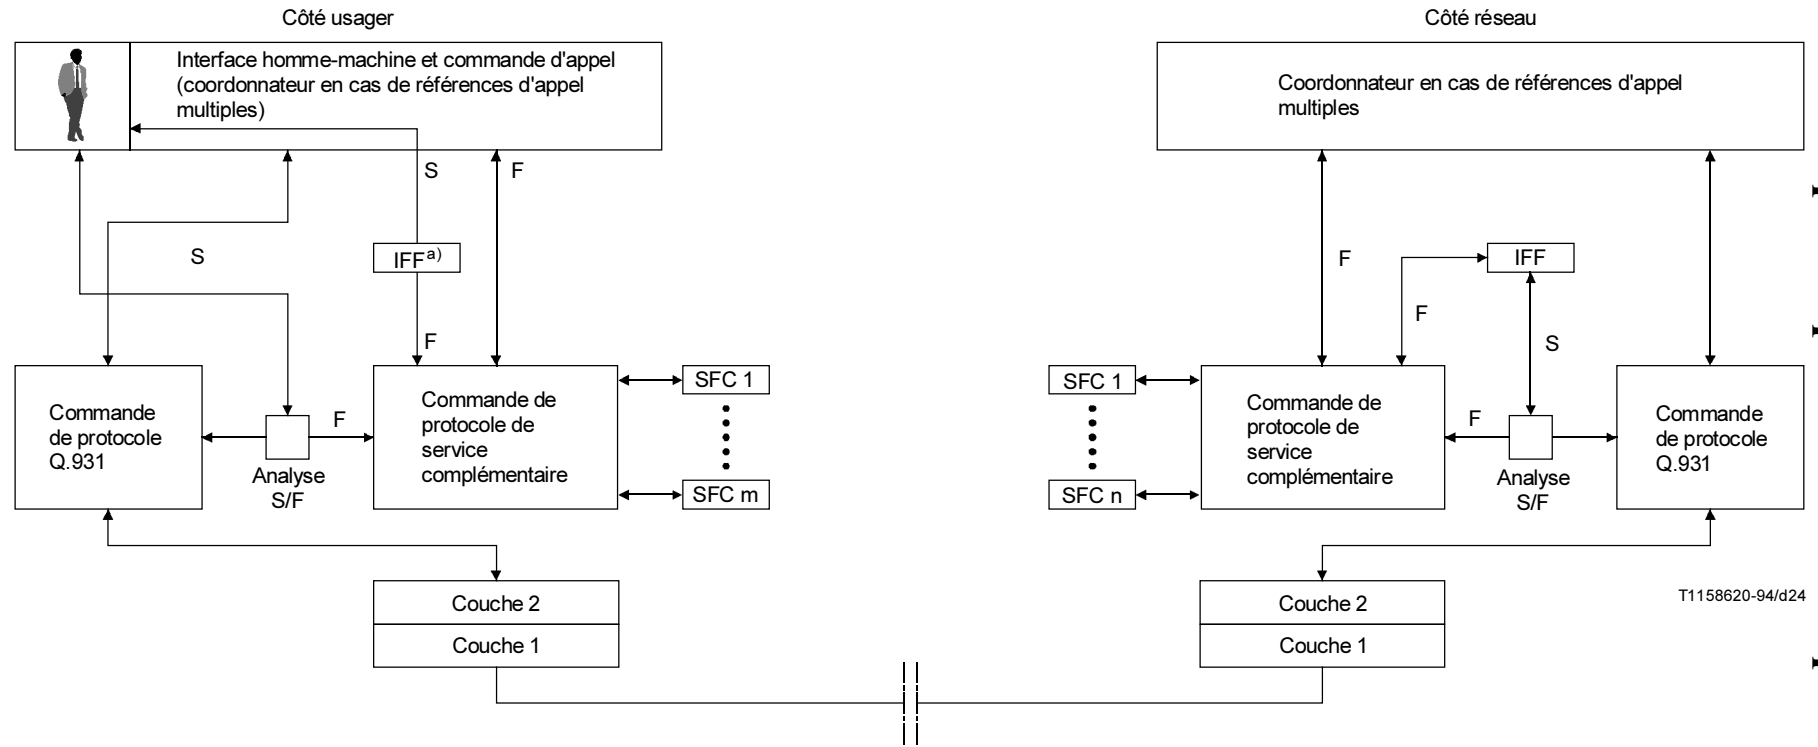 Côté usager
Côté réseau
Interface homme-machine et commande d'appel
(coordonnateur en cas de références d'appel
multiples)
Coordonnateur en cas de références d'appel
multiples
S
F
S
IFFa)
F
F
IFF
F
S
Commande
de protocole
Q.931
F
Analyse
S/F
Commande de
protocole de
service
complémentaire
SFC 1
SFC m
SFC 1
SFC n
Commande de
protocole de
service
complémentaire
F
Analyse
S/F
Commande
de protocole
Q.931
Couche 2
Couche 1
Couche 2
Couche 1
T1158620-94/d24